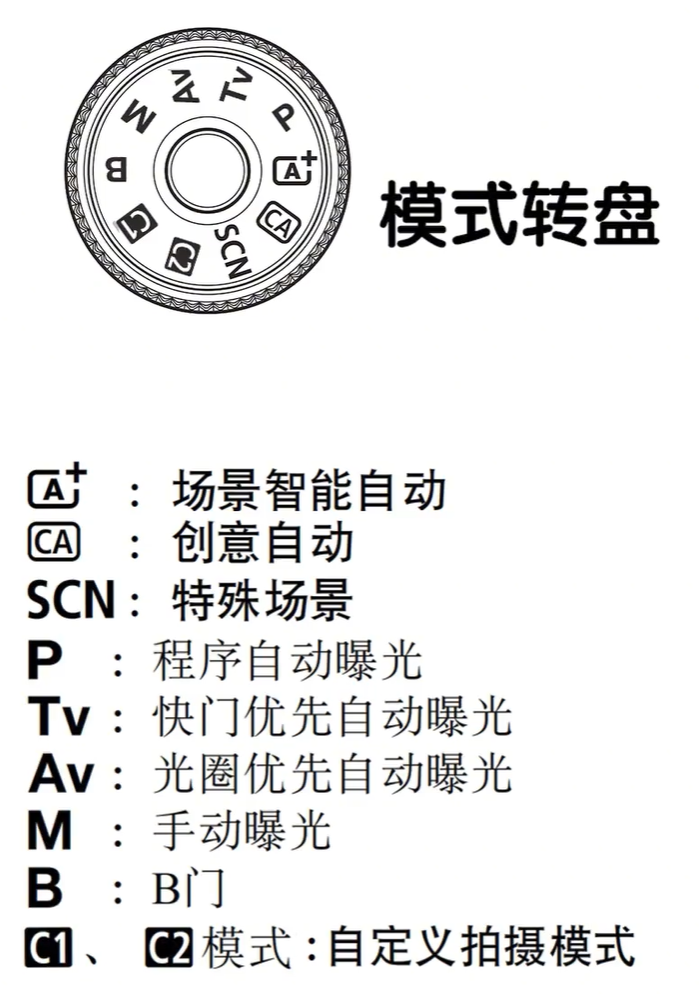 B M Av Tv P A+ CA SCN C2 C1
模式转盘
A+ : 场景智能自动
CA : 创意自动
SCN : 特殊场景
P : 程序自动曝光
Tv : 快门优先自动曝光
Av : 光圈优先自动曝光
M : 手动曝光
B : B门
C1、 C2模式 : 自定义拍摄模式